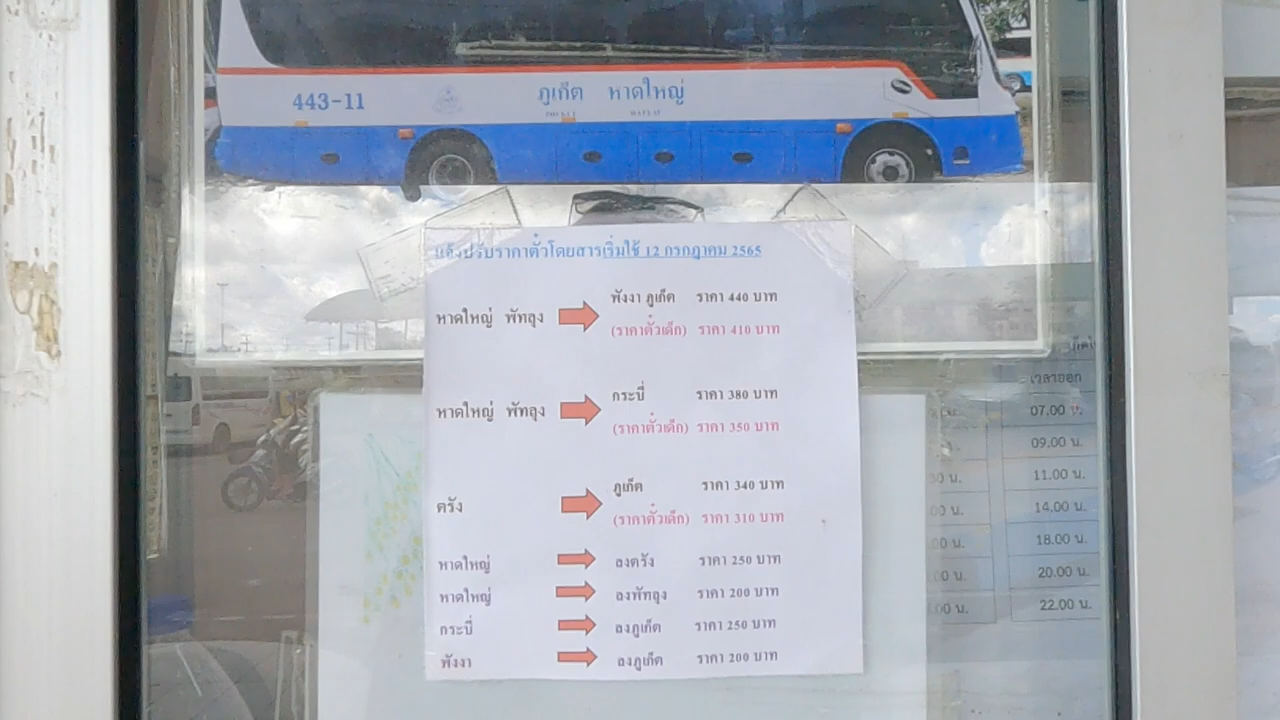 443-11
ภูเก็ต หาดใหญ่
แจ้งปรับราคาตั๋วโดยสารเริ่มใช้ 12 กรกฎาคม 2565
หาดใหญ่ พัทลุง พังงา ภูเก็ต ราคา 440 บาท
(ราคาตั๋วเด็ก) ราคา 410 บาท
หาดใหญ่ พัทลุง กระบี่ ราคา 380 บาท
(ราคาตั๋วเด็ก) ราคา 350 บาท
ตรัง ภูเก็ต ราคา 340 บาท
(ราคาตั๋วเด็ก) ราคา 310 บาท
หาดใหญ่ ลงตรัง ราคา 250 บาท
หาดใหญ่ ลงพัทลุง ราคา 200 บาท
กระบี่ ลงภูเก็ต ราคา 250 บาท
พังงา ลงภูเก็ต ราคา 200 บาท
เวลาออก
07.00 น.
09.00 น.
11.00 น.
14.00 น.
18.00 น.
20.00 น.
22.00 น.